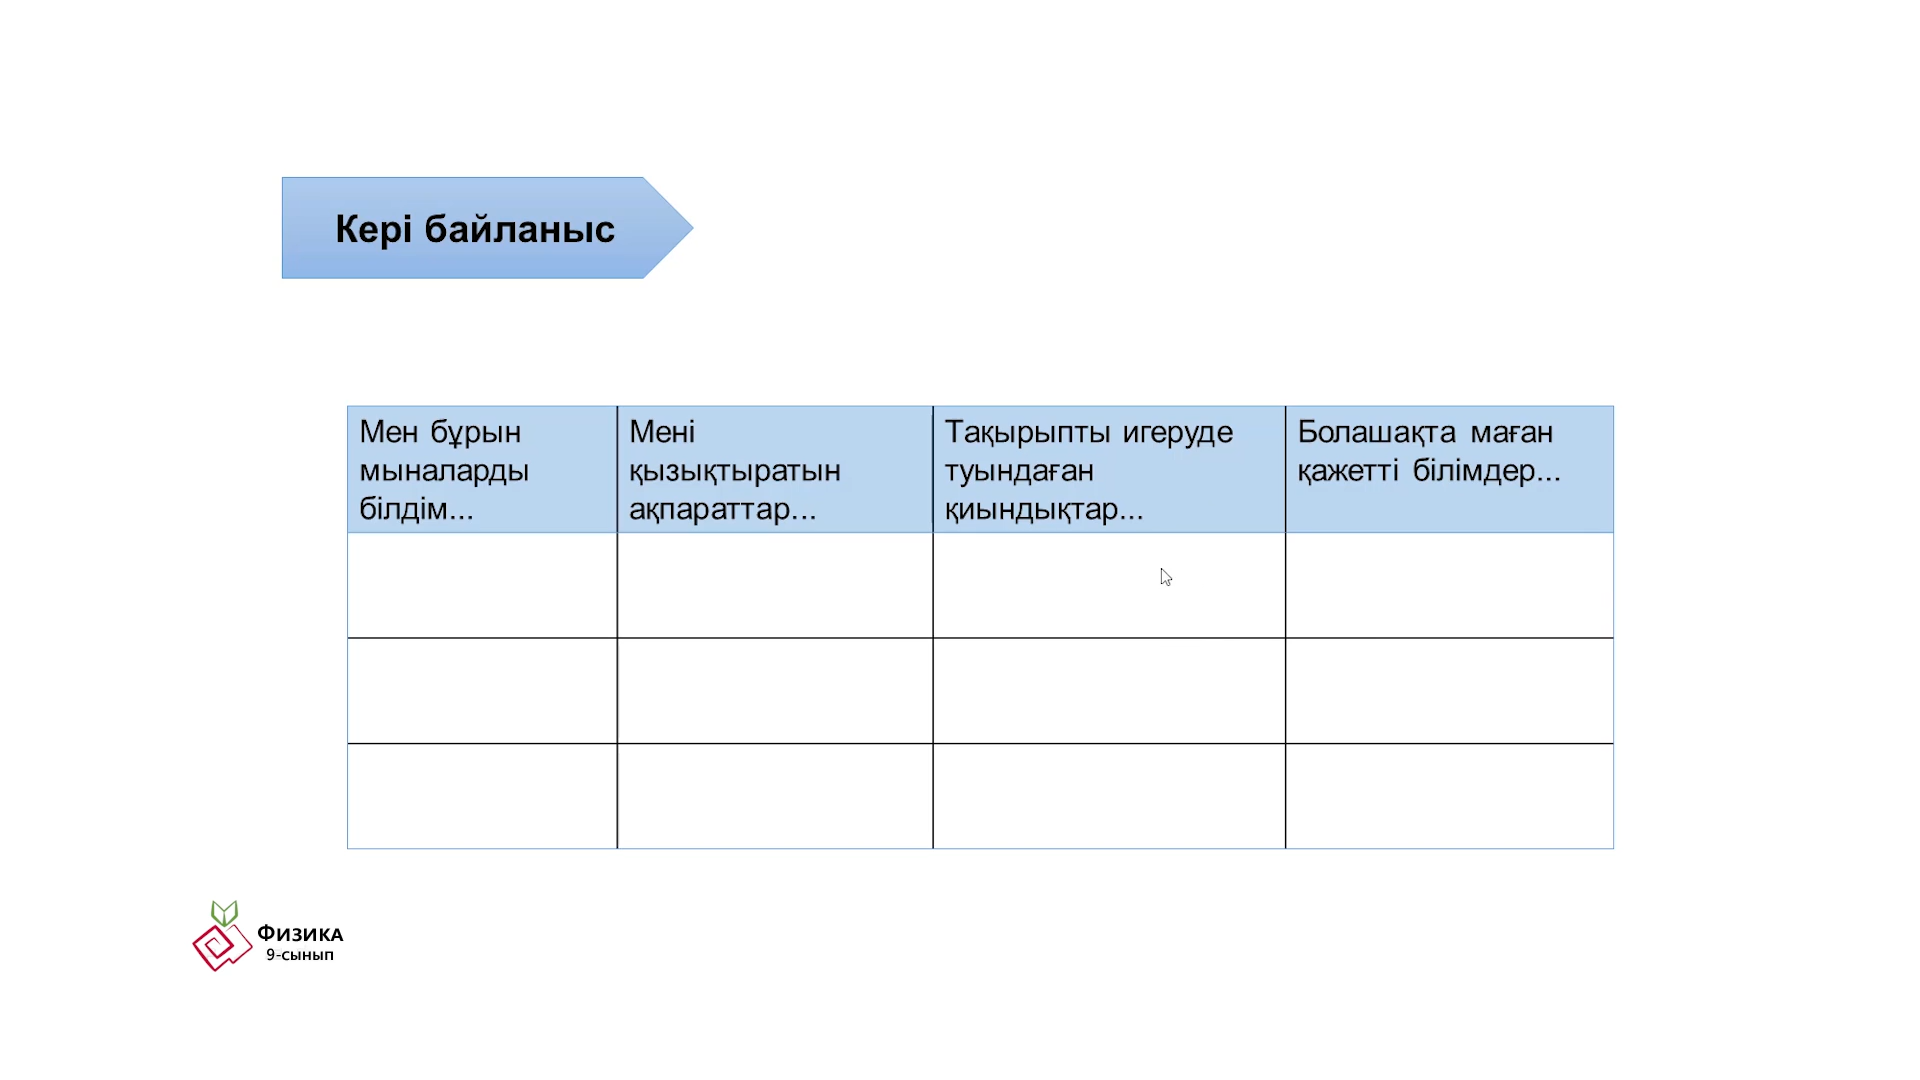 Кері байланыс
Мен бұрын
мыналарды
білдім...
Мені
қызықтыратын
ақпараттар...
Тақырыпты игеруде
туындаған
қиындықтар...
Болашақта маған
қажетті білімдер...
Физика
9-сынып